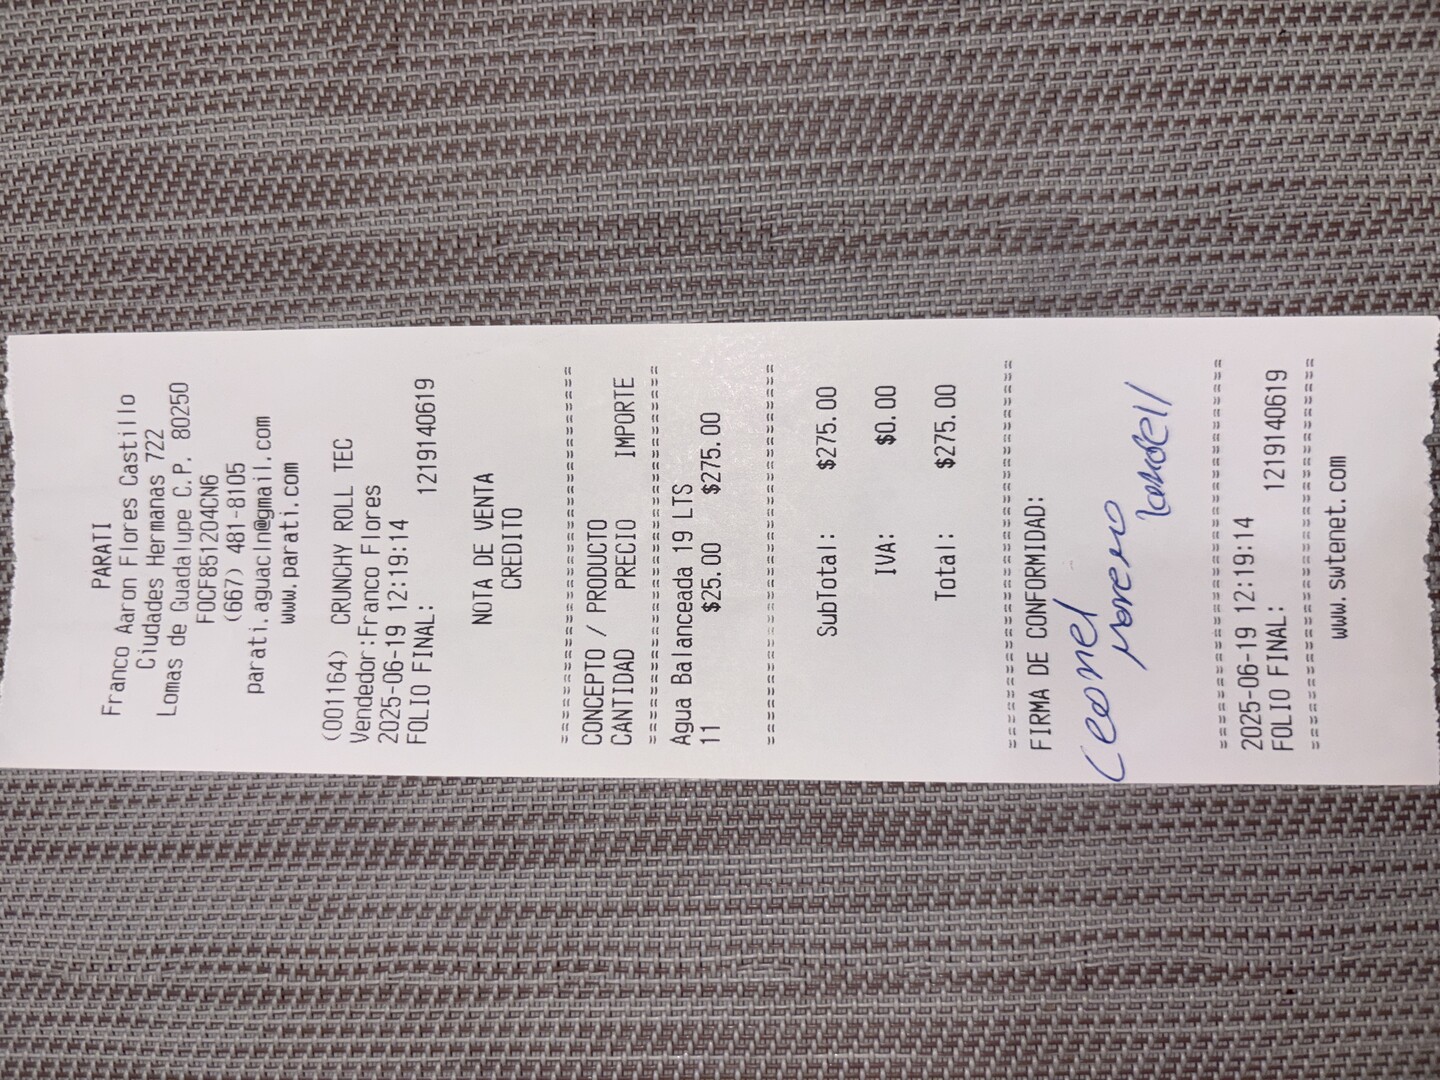 PARATI
Franco Aaron Flores Castillo
Ciudades Hermanas 722
Lomas de Guadalupe C.P. 80250
FOCF851204CN6
(667) 481-8105
parati.aguacln@gmail.com
www.parati.com
(001164), CRUNCHY ROLL TEC
Vendedor:Franco Flores
2025-06-19 12:19:14
FOLIO FINAL: 1219140619
NOTA DE VENTA
CREDITO
==============================
CONCEPTO / PRODUCTO
CANTIDAD PRECIO IMPORTE
==============================
Agua Balanceada 19 LTS
11 $25.00 $275.00
==============================
SubTotal: $275.00
IVA: $0.00
Total: $275.00
==============================
FIRMA DE CONFORMIDAD:
Leonel
Moreno
==============================
2025-06-19 12:19:14
FOLIO FINAL: 1219140619
==============================
www.swtenet.com